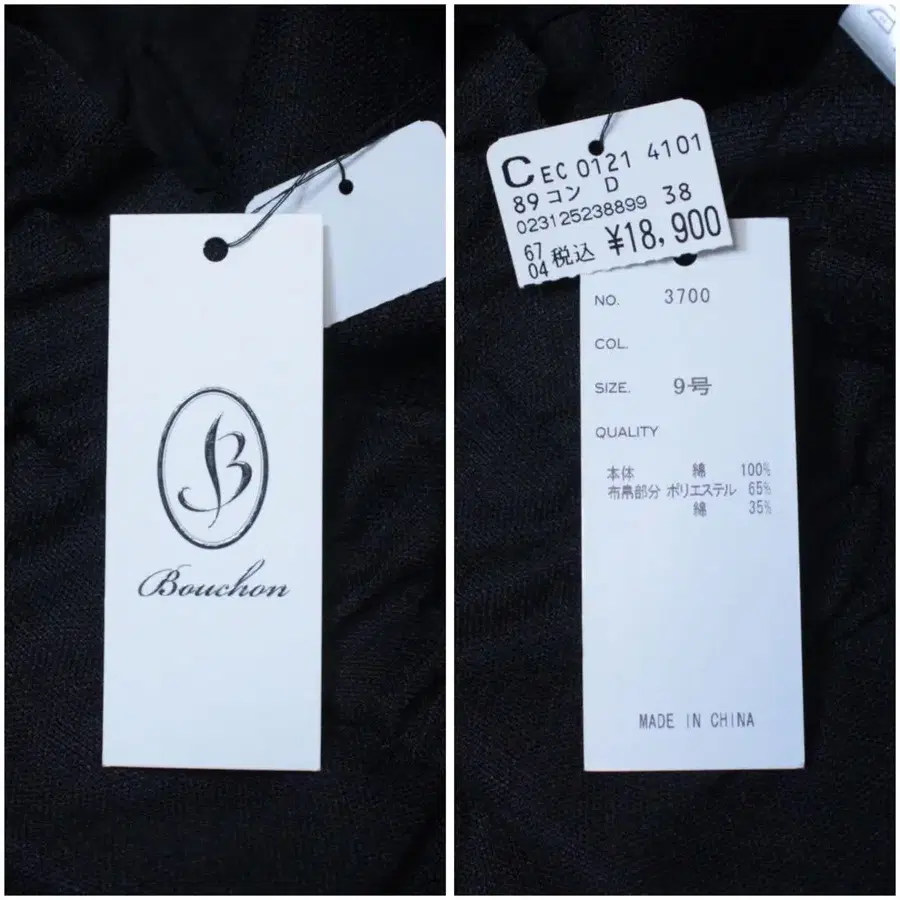 B
Bouchon
C EC 0121 4101
89 コン D
023125238899 38
67
04 税込 ¥18,900
NO. 3700
COL.
SIZE. 9号
QUALITY
本体 綿 100%
布帛部分 ポリエステル 65%
綿 35%
MADE IN CHINA